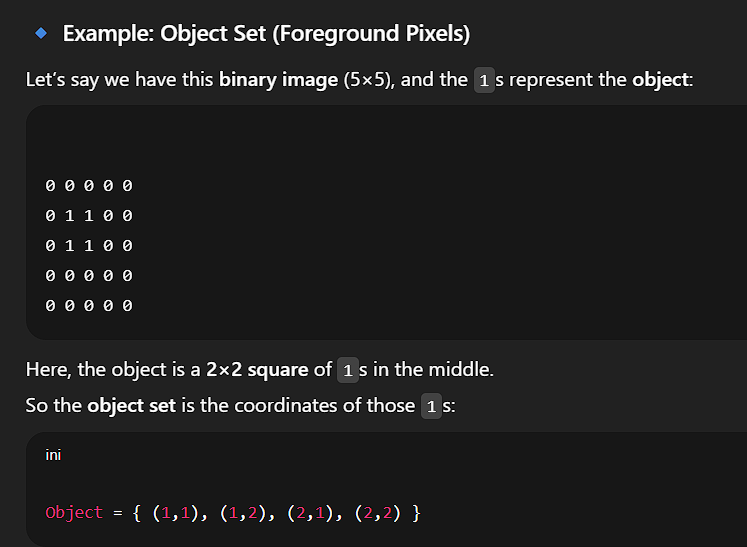 Example: Object Set (Foreground Pixels)
Let's say we have this binary image (5×5), and the 1s represent the object:
0 0 0 0 0
0 1 1 0 0
0 1 1 0 0
0 0 0 0 0
0 0 0 0 0
Here, the object is a 2×2 square of 1s in the middle.
So the object set is the coordinates of those 1s:
ini
Object = { (1,1), (1,2), (2,1), (2,2) }